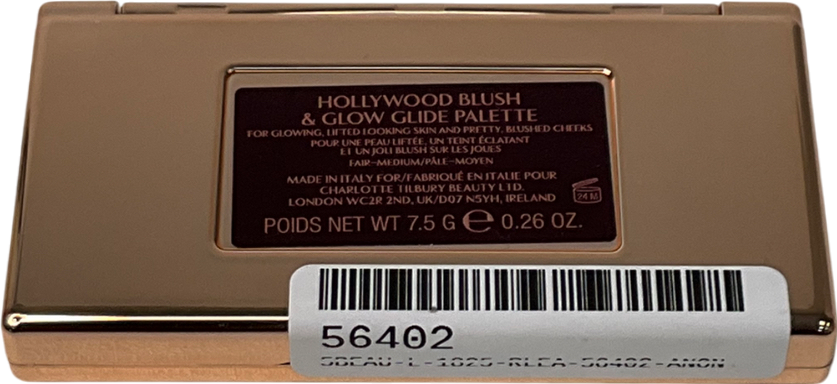 HOLLYWOOD BLUSH
& GLOW GLIDE PALETTE
FOR GLOWING, LIFTED LOOKING SKIN AND PRETTY, BLUSHED CHEEKS
POUR UNE PEAU LIFTÉE, UN TEINT ÉCLATANT
ET UN JOLI BLUSH SUR LES JOUES
FAIR-MEDIUM/PÂLE-MOYEN
MADE IN ITALY FOR/FABRIQUÉ EN ITALIE POUR
CHARLOTTE TILBURY BEAUTY LTD.
LONDON WC2R 2ND, UK/D07 N5YH, IRELAND
24 M
POIDS NET WT 7.5 G e 0.26 OZ.
56402
5BEAU-L-1825-RLEA-56402-ANON